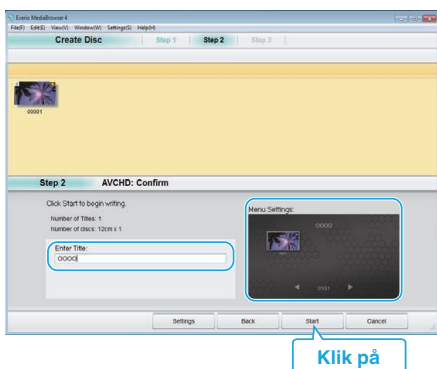 Everio MediaBrowser 4
File(F) Edit(E) View(V) Window(W) Settings(S) Help(H)
Create Disc Step 1 Step 2 Step 3
00001
Step 2 AVCHD: Confirm
Click Start to begin writing.
Number of Titles: 1
Number of discs: 12cm x 1
Enter Title:
OOOO
Menu Settings:
OOOO
Settings Back Start Cancel
Klik på